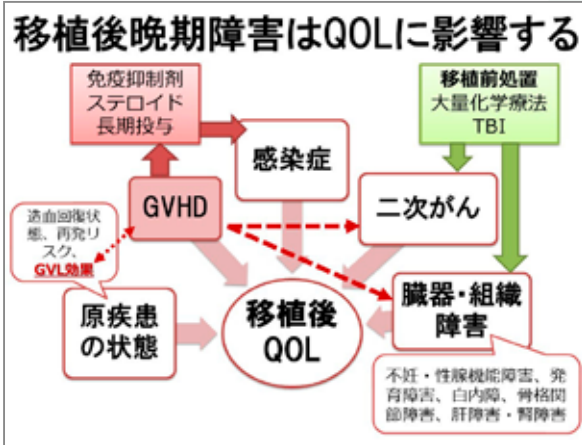 移植後晩期障害はQOLに影響する
免疫抑制剤
ステロイド
長期投与
移植前処置
大量化学療法
TBI
感染症
GVHD
二次がん
造血回復状
態、再発リ
スク、
GVL効果
原疾患
の状態
移植後
QOL
臓器・組織
障害
不妊・性腺機能障害、発
育障害、白内障、骨格関
節障害、肝障害・腎障害